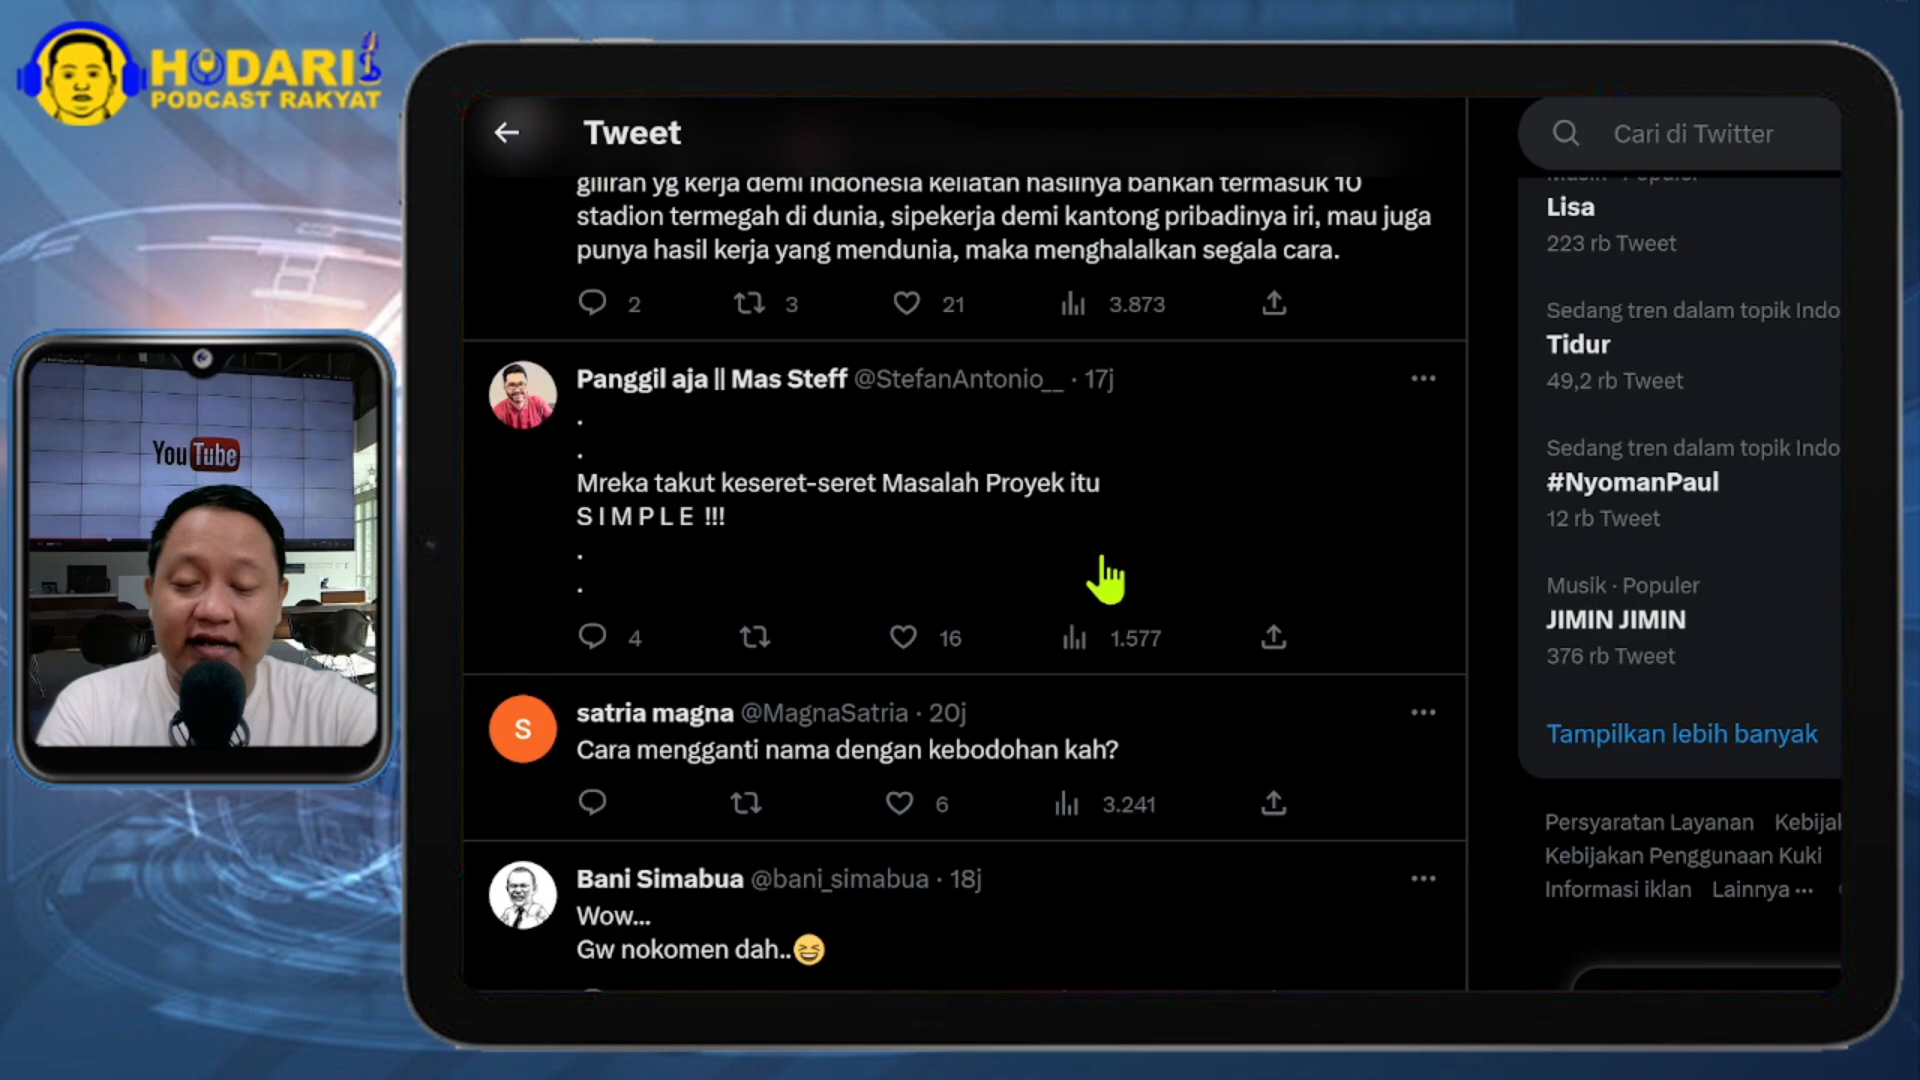 HODARI
PODCAST RAKYAT
YouTube
Tweet
giliran yg kerja demi Indonesia keliatan hasilnya bahkan termasuk 10
stadion termegah di dunia, sipekerja demi kantong pribadinya iri, mau juga
punya hasil kerja yang mendunia, maka menghalalkan segala cara.
2 3 21 3.873
Panggil aja || Mas Steff @StefanAntonio__ · 17j
.
.
Mreka takut keseret-seret Masalah Proyek itu
S I M P L E !!!
.
.
4 16 1.577
S
satria magna @MagnaSatria · 20j
Cara mengganti nama dengan kebodohan kah?
6 3.241
Bani Simabua @bani_simabua · 18j
Wow...
Gw nokomen dah..😆
Cari di Twitter
Musik · Populer
Lisa
223 rb Tweet
Sedang tren dalam topik Indo
Tidur
49,2 rb Tweet
Sedang tren dalam topik Indo
#NyomanPaul
12 rb Tweet
Musik · Populer
JIMIN JIMIN
376 rb Tweet
Tampilkan lebih banyak
Persyaratan Layanan Kebijak
Kebijakan Penggunaan Kuki
Informasi iklan Lainnya ···